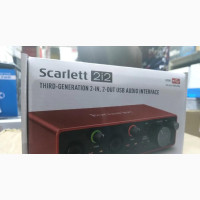 Scarlett 2i2
THIRD-GENERATION 2-IN, 2-OUT USB AUDIO INTERFACE